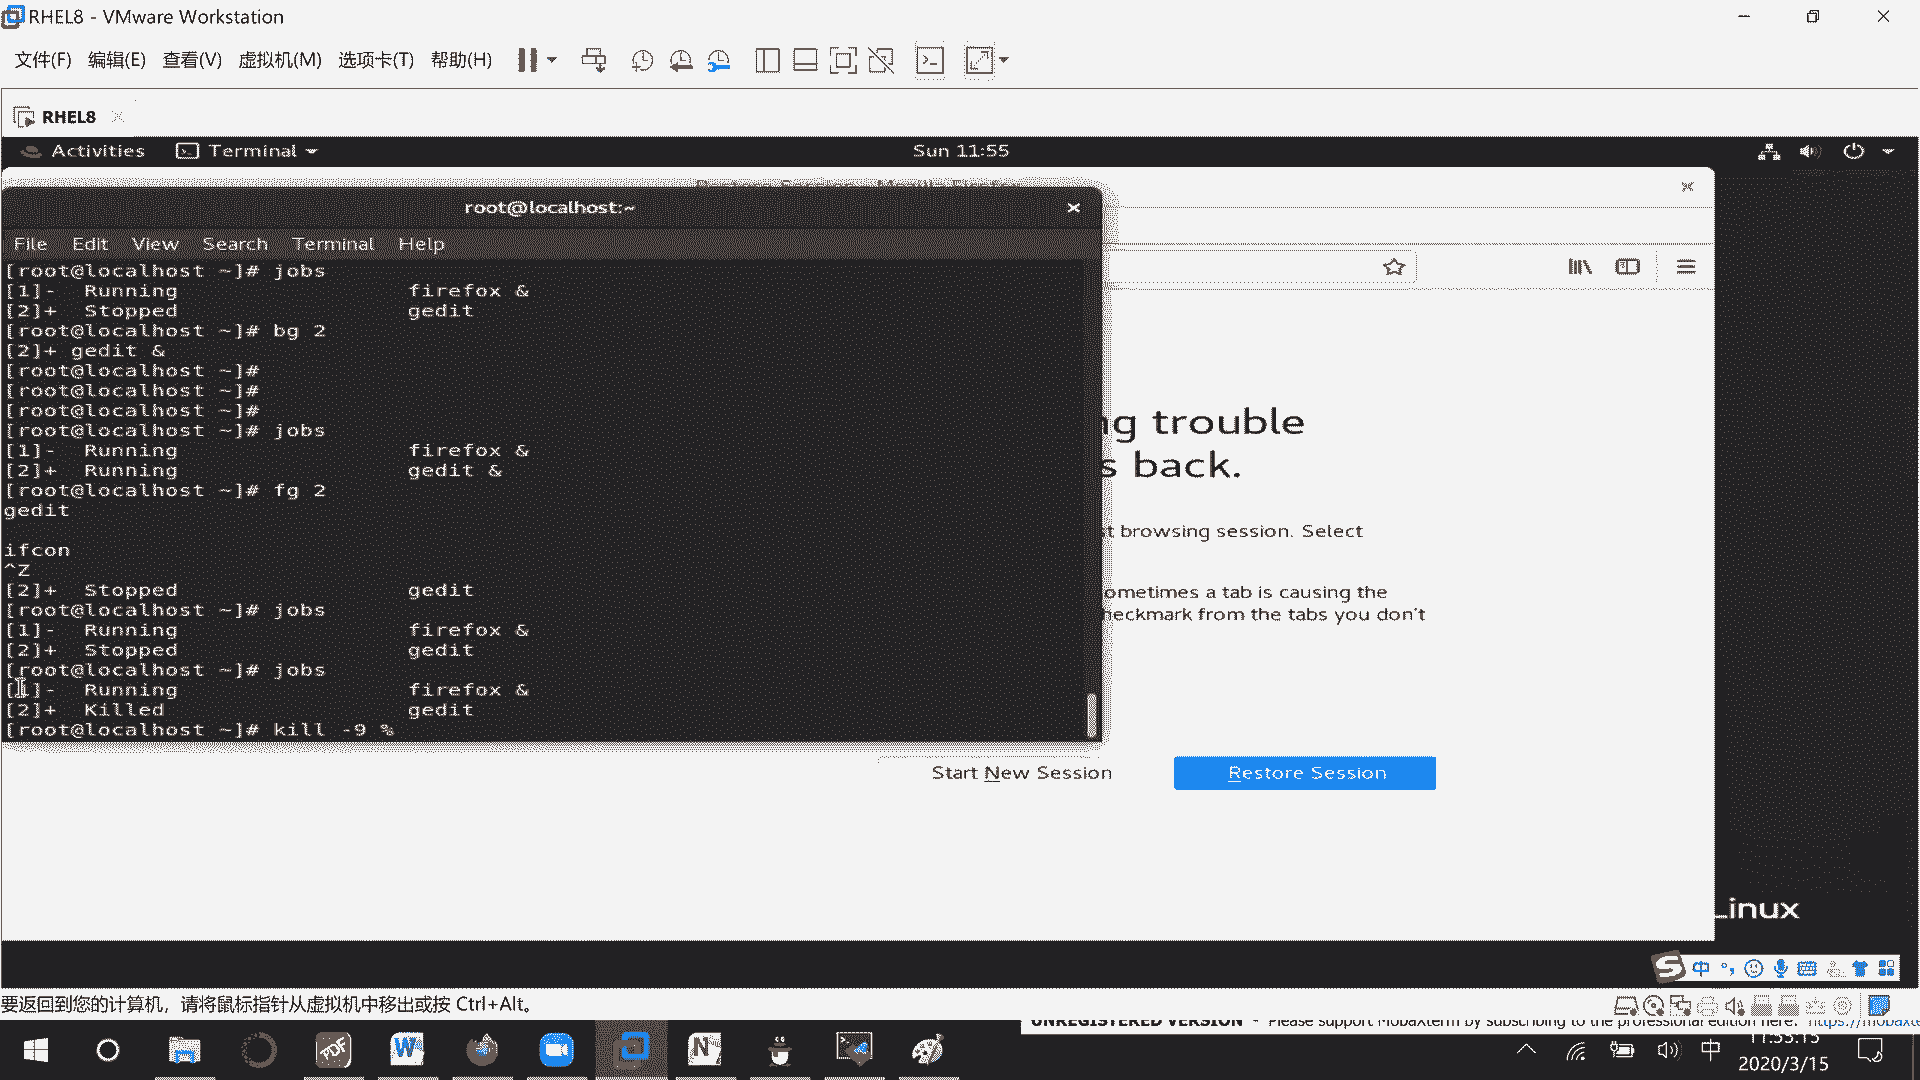 RHEL8 - VMware Workstation
文件(F) 编辑(E) 查看(V) 虚拟机(M) 选项卡(T) 帮助(H)
RHEL8
Activities Terminal Sun 11:55
root@localhost:~
File Edit View Search Terminal Help
[root@localhost ~]# jobs
[1]- Running firefox &
[2]+ Stopped gedit
[root@localhost ~]# bg 2
[2]+ gedit &
[root@localhost ~]#
[root@localhost ~]#
[root@localhost ~]#
[root@localhost ~]# jobs
[1]- Running firefox &
[2]+ Running gedit &
[root@localhost ~]# fg 2
gedit
ifcon
^Z
[2]+ Stopped gedit
[root@localhost ~]# jobs
[1]- Running firefox &
[2]+ Stopped gedit
[root@localhost ~]# jobs
[1]- Running firefox &
[2]+ Killed gedit
[root@localhost ~]# kill -9 %
ng trouble
s back.
t browsing session. Select
ometimes a tab is causing the
heckmark from the tabs you don't
Start New Session Restore Session
Linux
中
要返回到您的计算机，请将鼠标指针从虚拟机中移出或按 Ctrl+Alt。
UNREGISTERED VERSION - Please support MobaXterm by subscribing to the professional edition here: https://mobaxte
PDF W N 中
11:55:15
2020/3/15